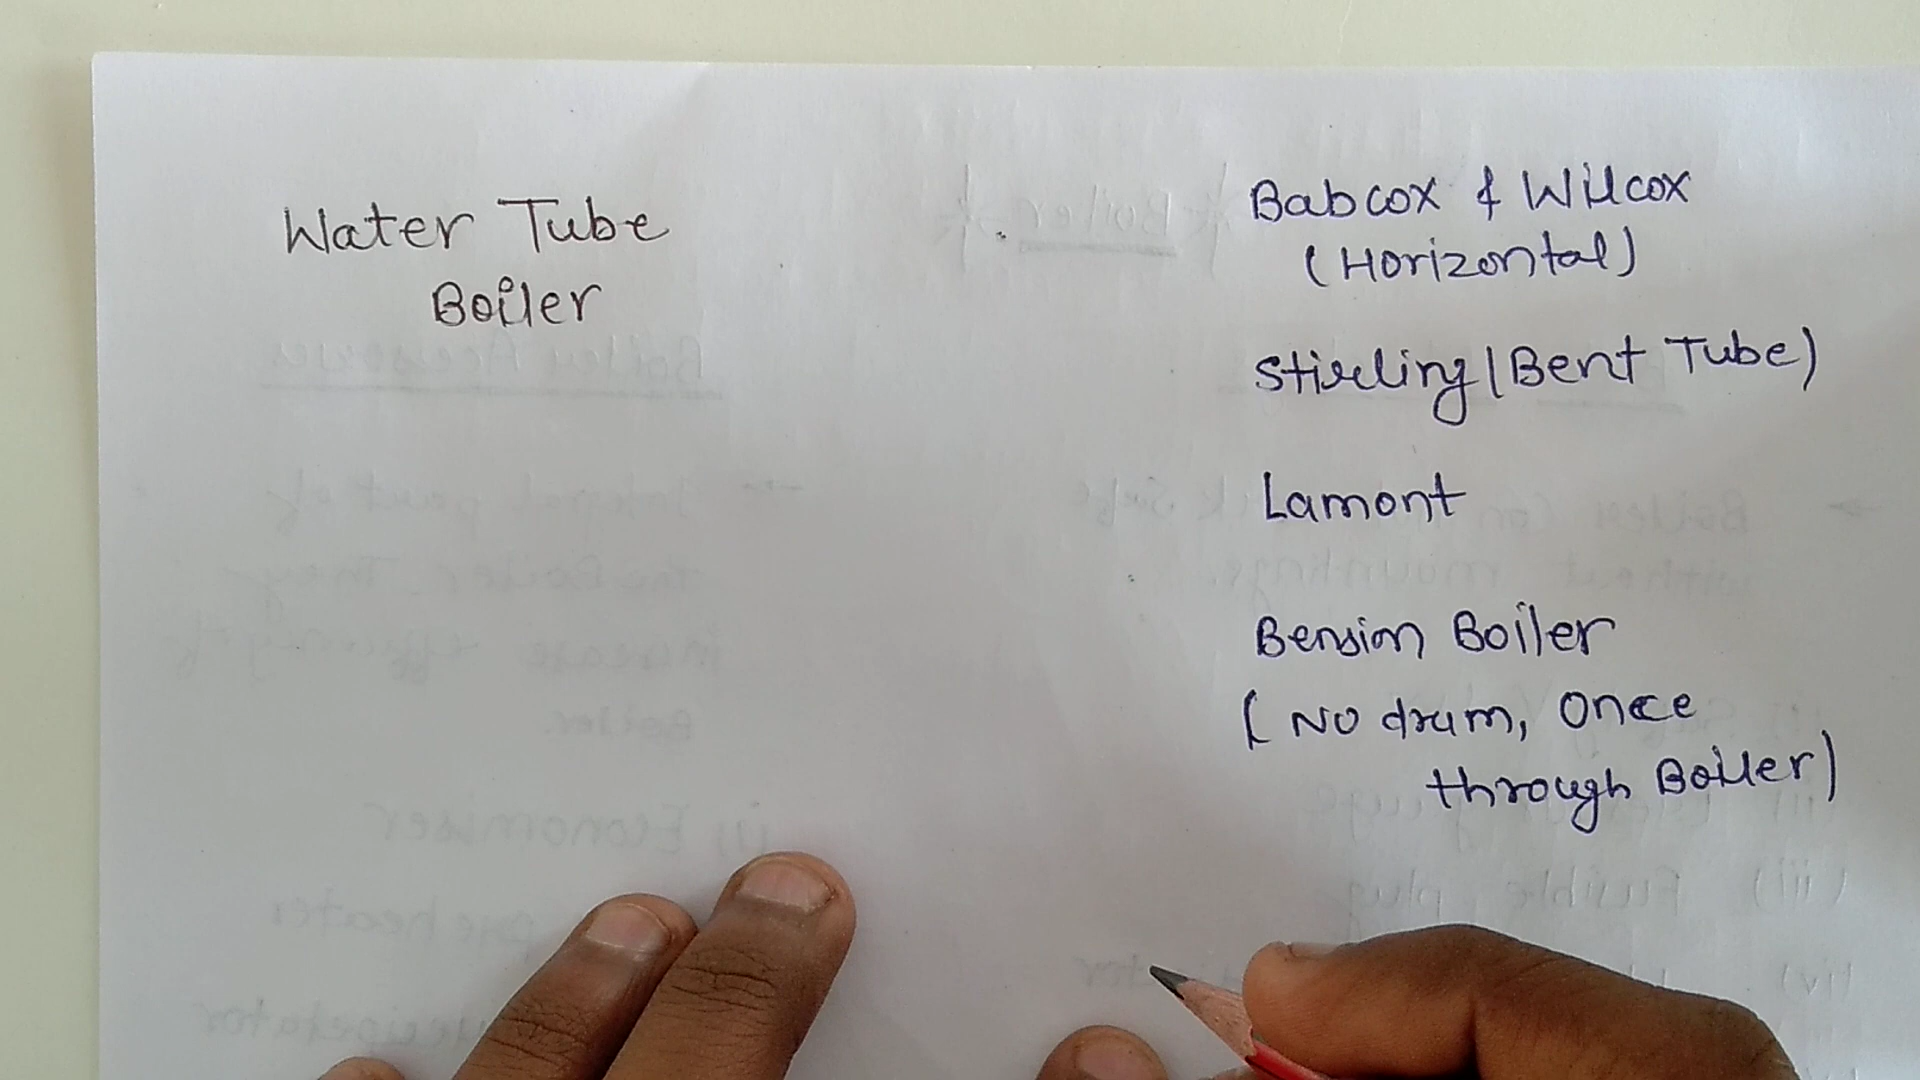 Water Tube
Boiler
Babcox & Wilcox
(Horizontal)
Stirling (Bent Tube)
Lamont
Bension Boiler
(No drum, Once
through Boiler)